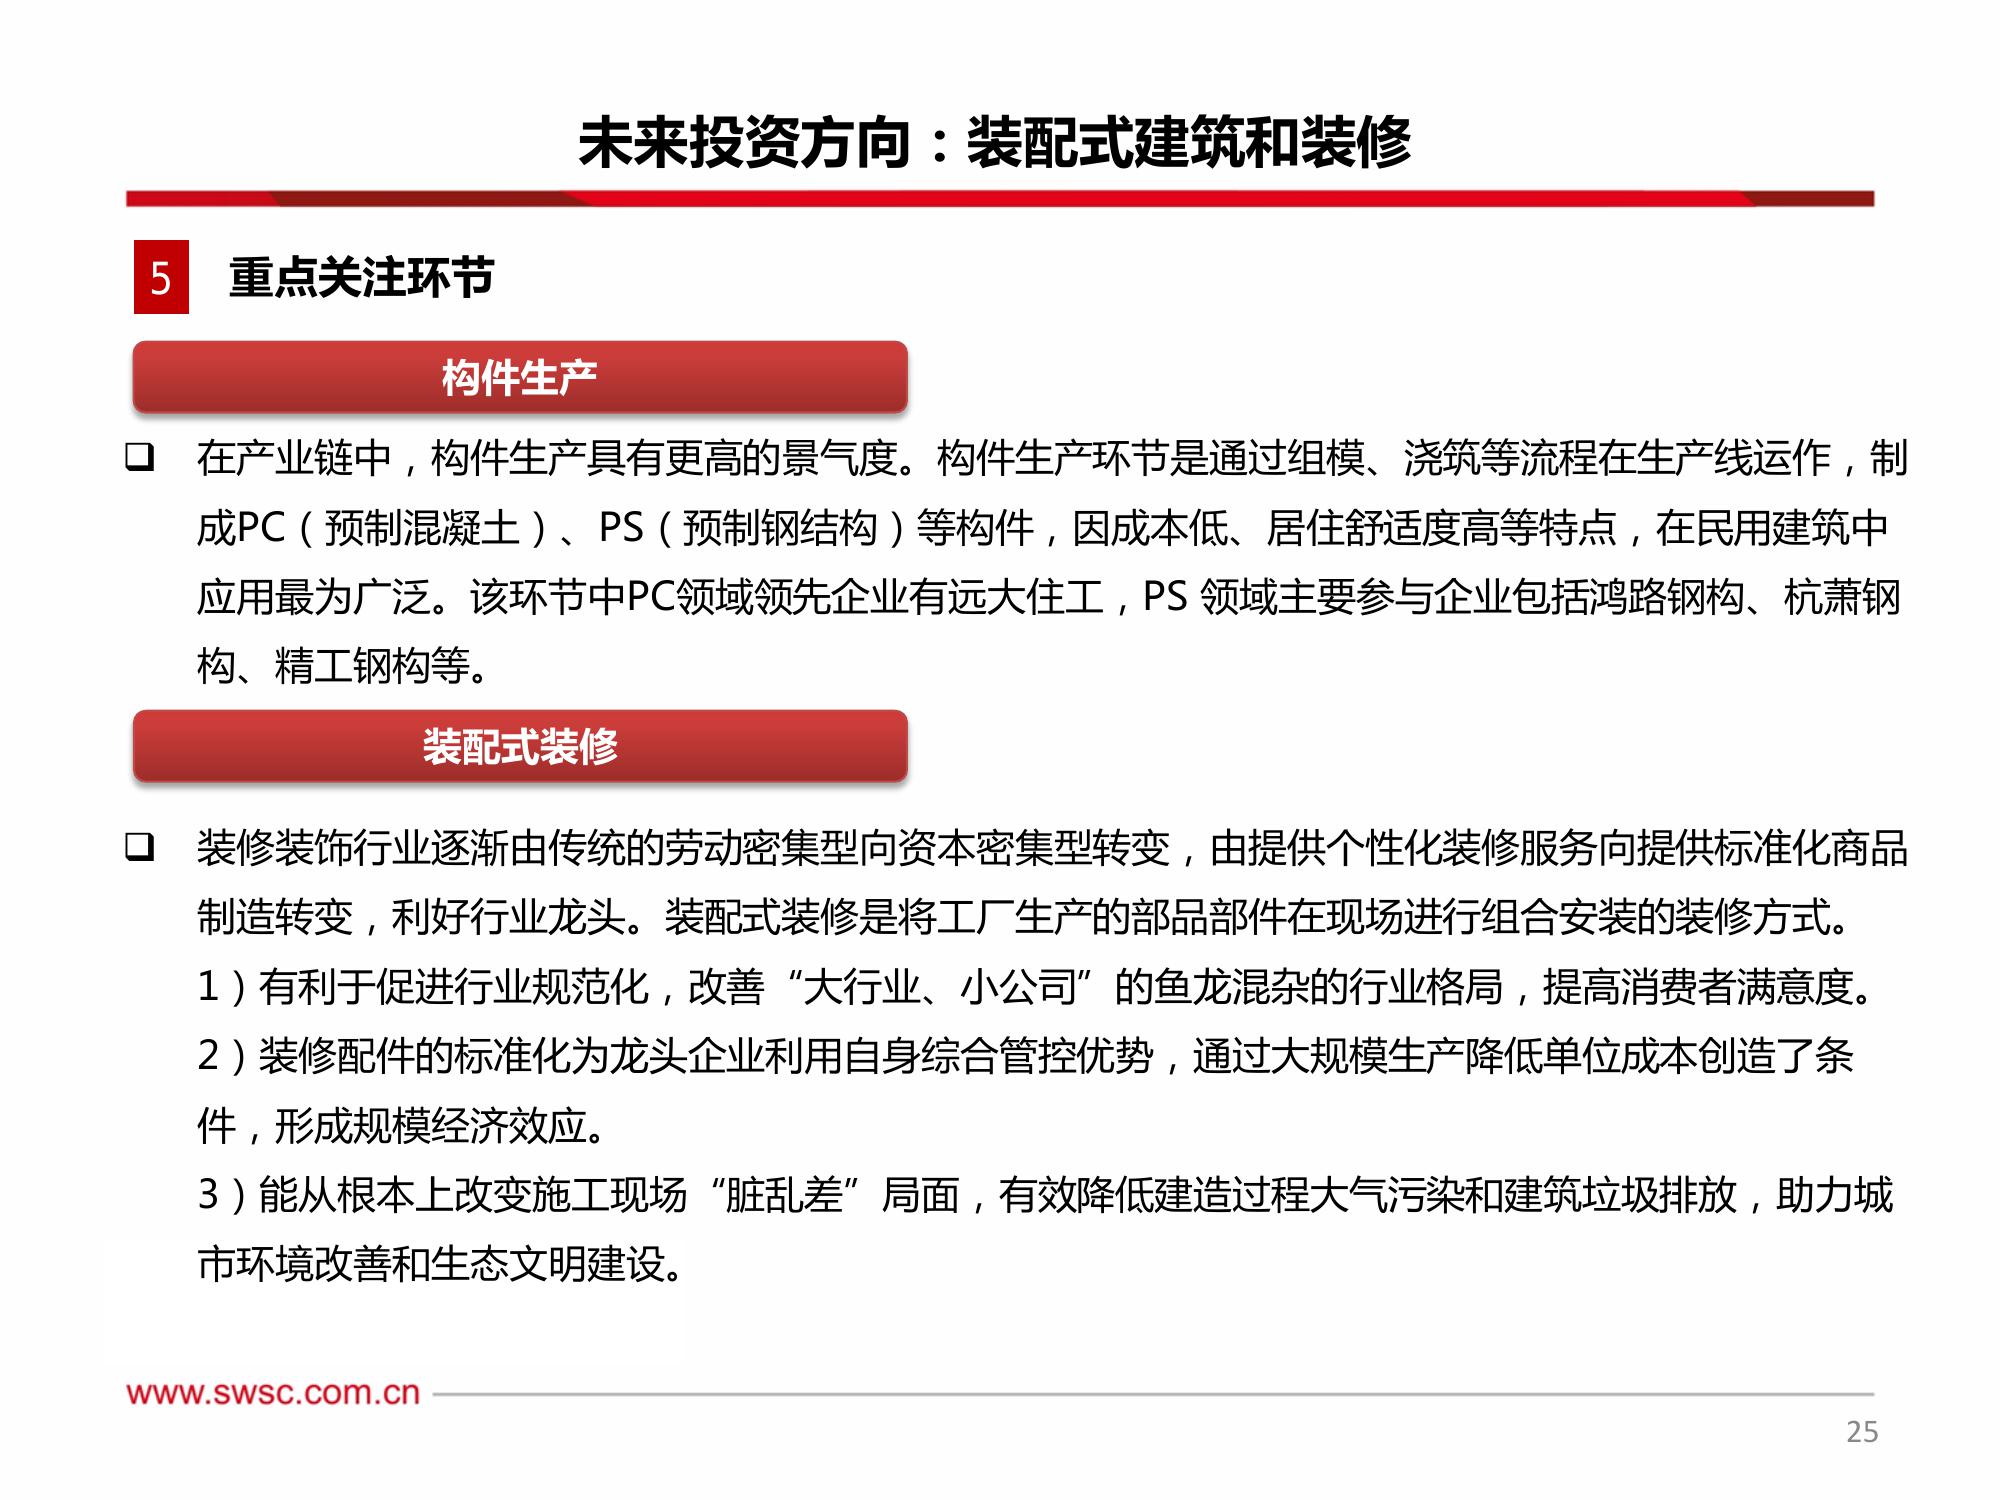 未来投资方向：装配式建筑和装修
5
重点关注环节
构件生产
❑ 在产业链中，构件生产具有更高的景气度。构件生产环节是通过组模、浇筑等流程在生产线运作，制
成PC（预制混凝土）、PS（预制钢结构）等构件，因成本低、居住舒适度高等特点，在民用建筑中
应用最为广泛。该环节中PC领域领先企业有远大住工，PS 领域主要参与企业包括鸿路钢构、杭萧钢
构、精工钢构等。
装配式装修
❑ 装修装饰行业逐渐由传统的劳动密集型向资本密集型转变，由提供个性化装修服务向提供标准化商品
制造转变，利好行业龙头。装配式装修是将工厂生产的部品部件在现场进行组合安装的装修方式。
1）有利于促进行业规范化，改善“大行业、小公司”的鱼龙混杂的行业格局，提高消费者满意度。
2）装修配件的标准化为龙头企业利用自身综合管控优势，通过大规模生产降低单位成本创造了条
件，形成规模经济效应。
3）能从根本上改变施工现场“脏乱差”局面，有效降低建造过程大气污染和建筑垃圾排放，助力城
市环境改善和生态文明建设。
www.swsc.com.cn
25